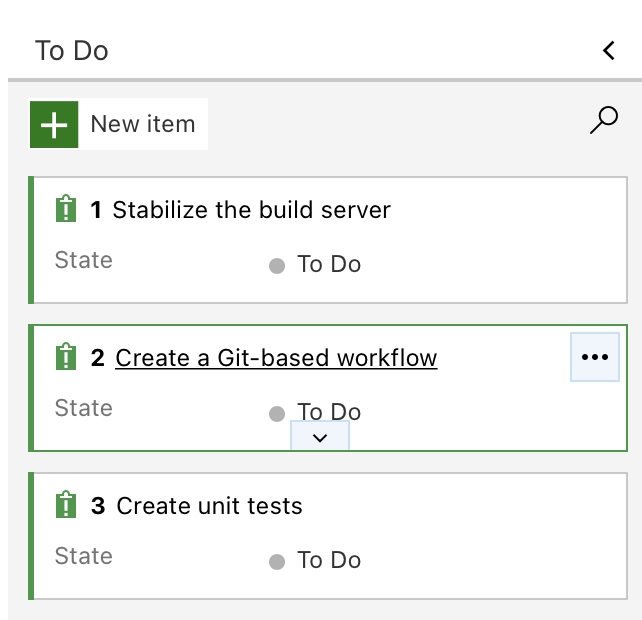 To Do
New item
1 Stabilize the build server
State To Do
2 Create a Git-based workflow
State To Do
3 Create unit tests
State To Do